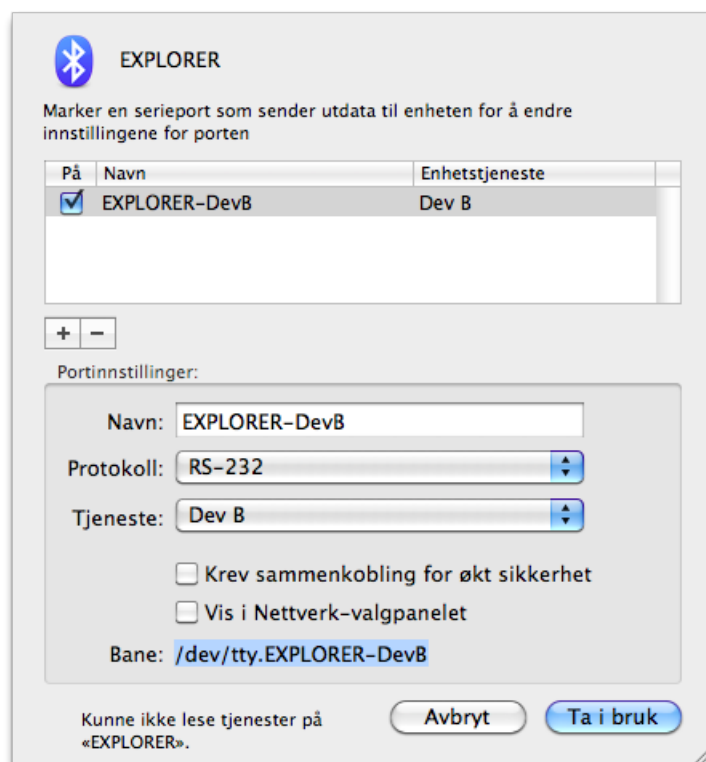 EXPLORER
Marker en serieport som sender utdata til enheten for å endre
innstillingene for porten
På Navn Enhetstjeneste
EXPLORER-DevB Dev B
+ −
Portinnstillinger:
Navn: EXPLORER-DevB
Protokoll: RS-232
Tjeneste: Dev B
Krev sammenkobling for økt sikkerhet
Vis i Nettverk-valgpanelet
Bane: /dev/tty.EXPLORER-DevB
Kunne ikke lese tjenester på
«EXPLORER».
Avbryt Ta i bruk